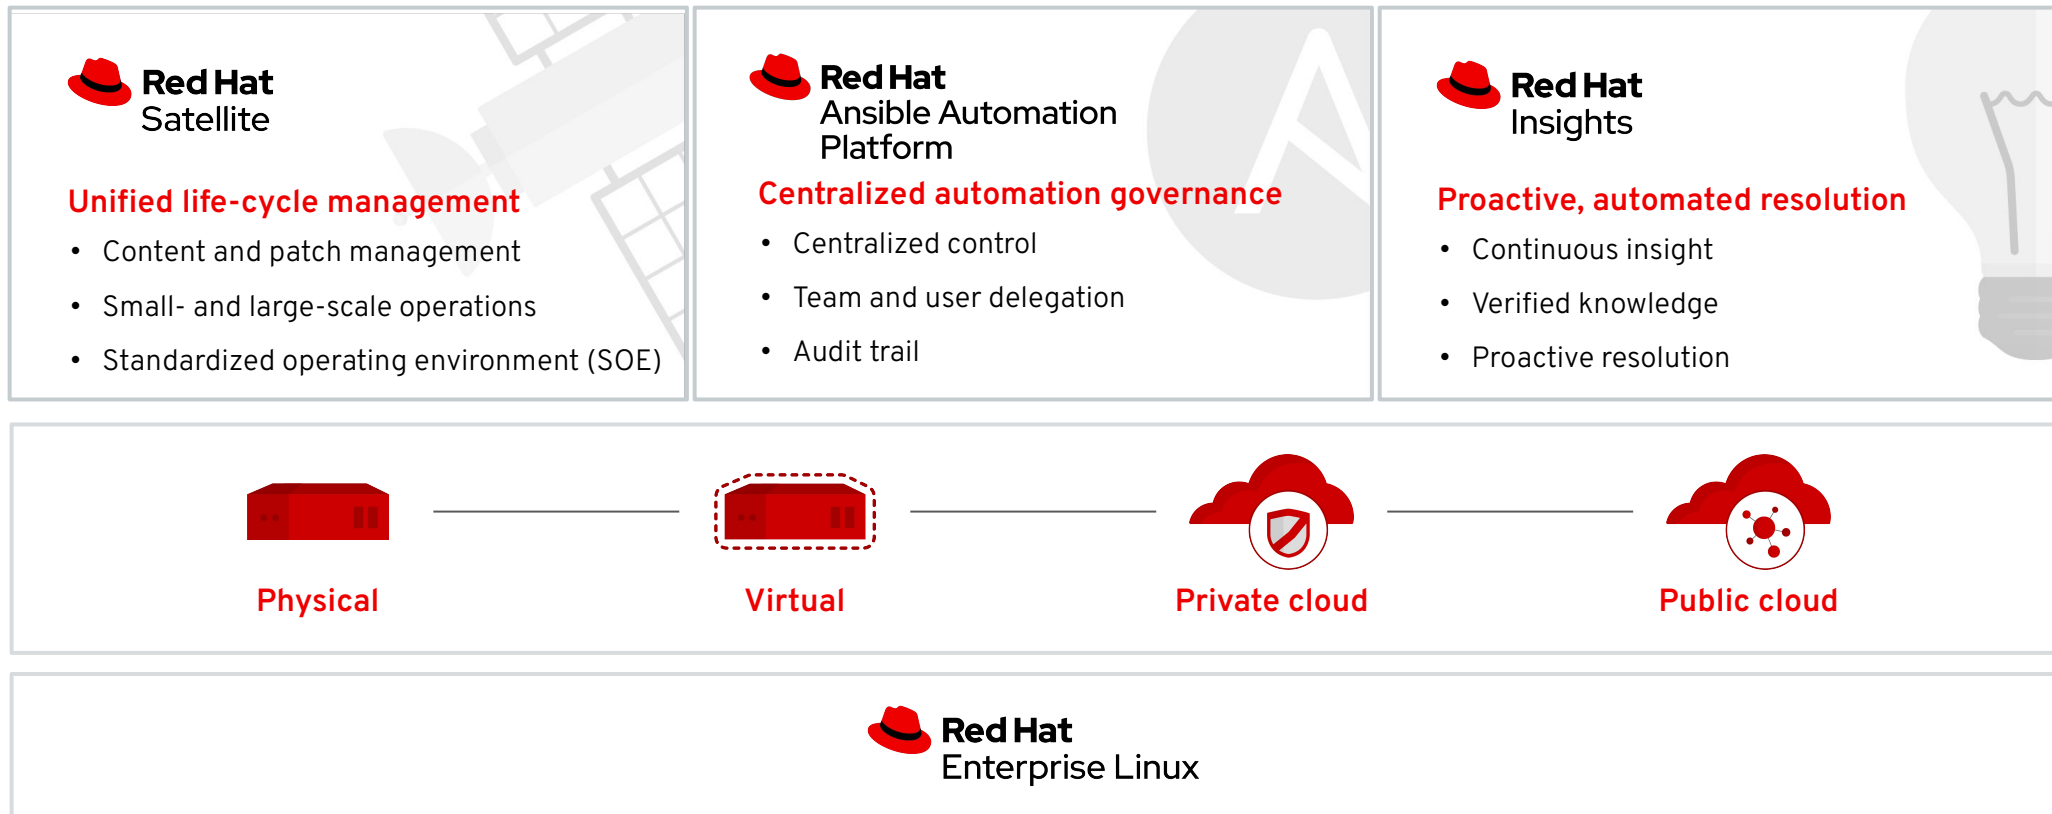 Red Hat
Satellite
Unified life-cycle management
• Content and patch management
• Small- and large-scale operations
• Standardized operating environment (SOE)
Red Hat
Ansible Automation
Platform
Centralized automation governance
• Centralized control
• Team and user delegation
• Audit trail
Red Hat
Insights
Proactive, automated resolution
• Continuous insight
• Verified knowledge
• Proactive resolution
Physical
Virtual
Private cloud
Public cloud
Red Hat
Enterprise Linux